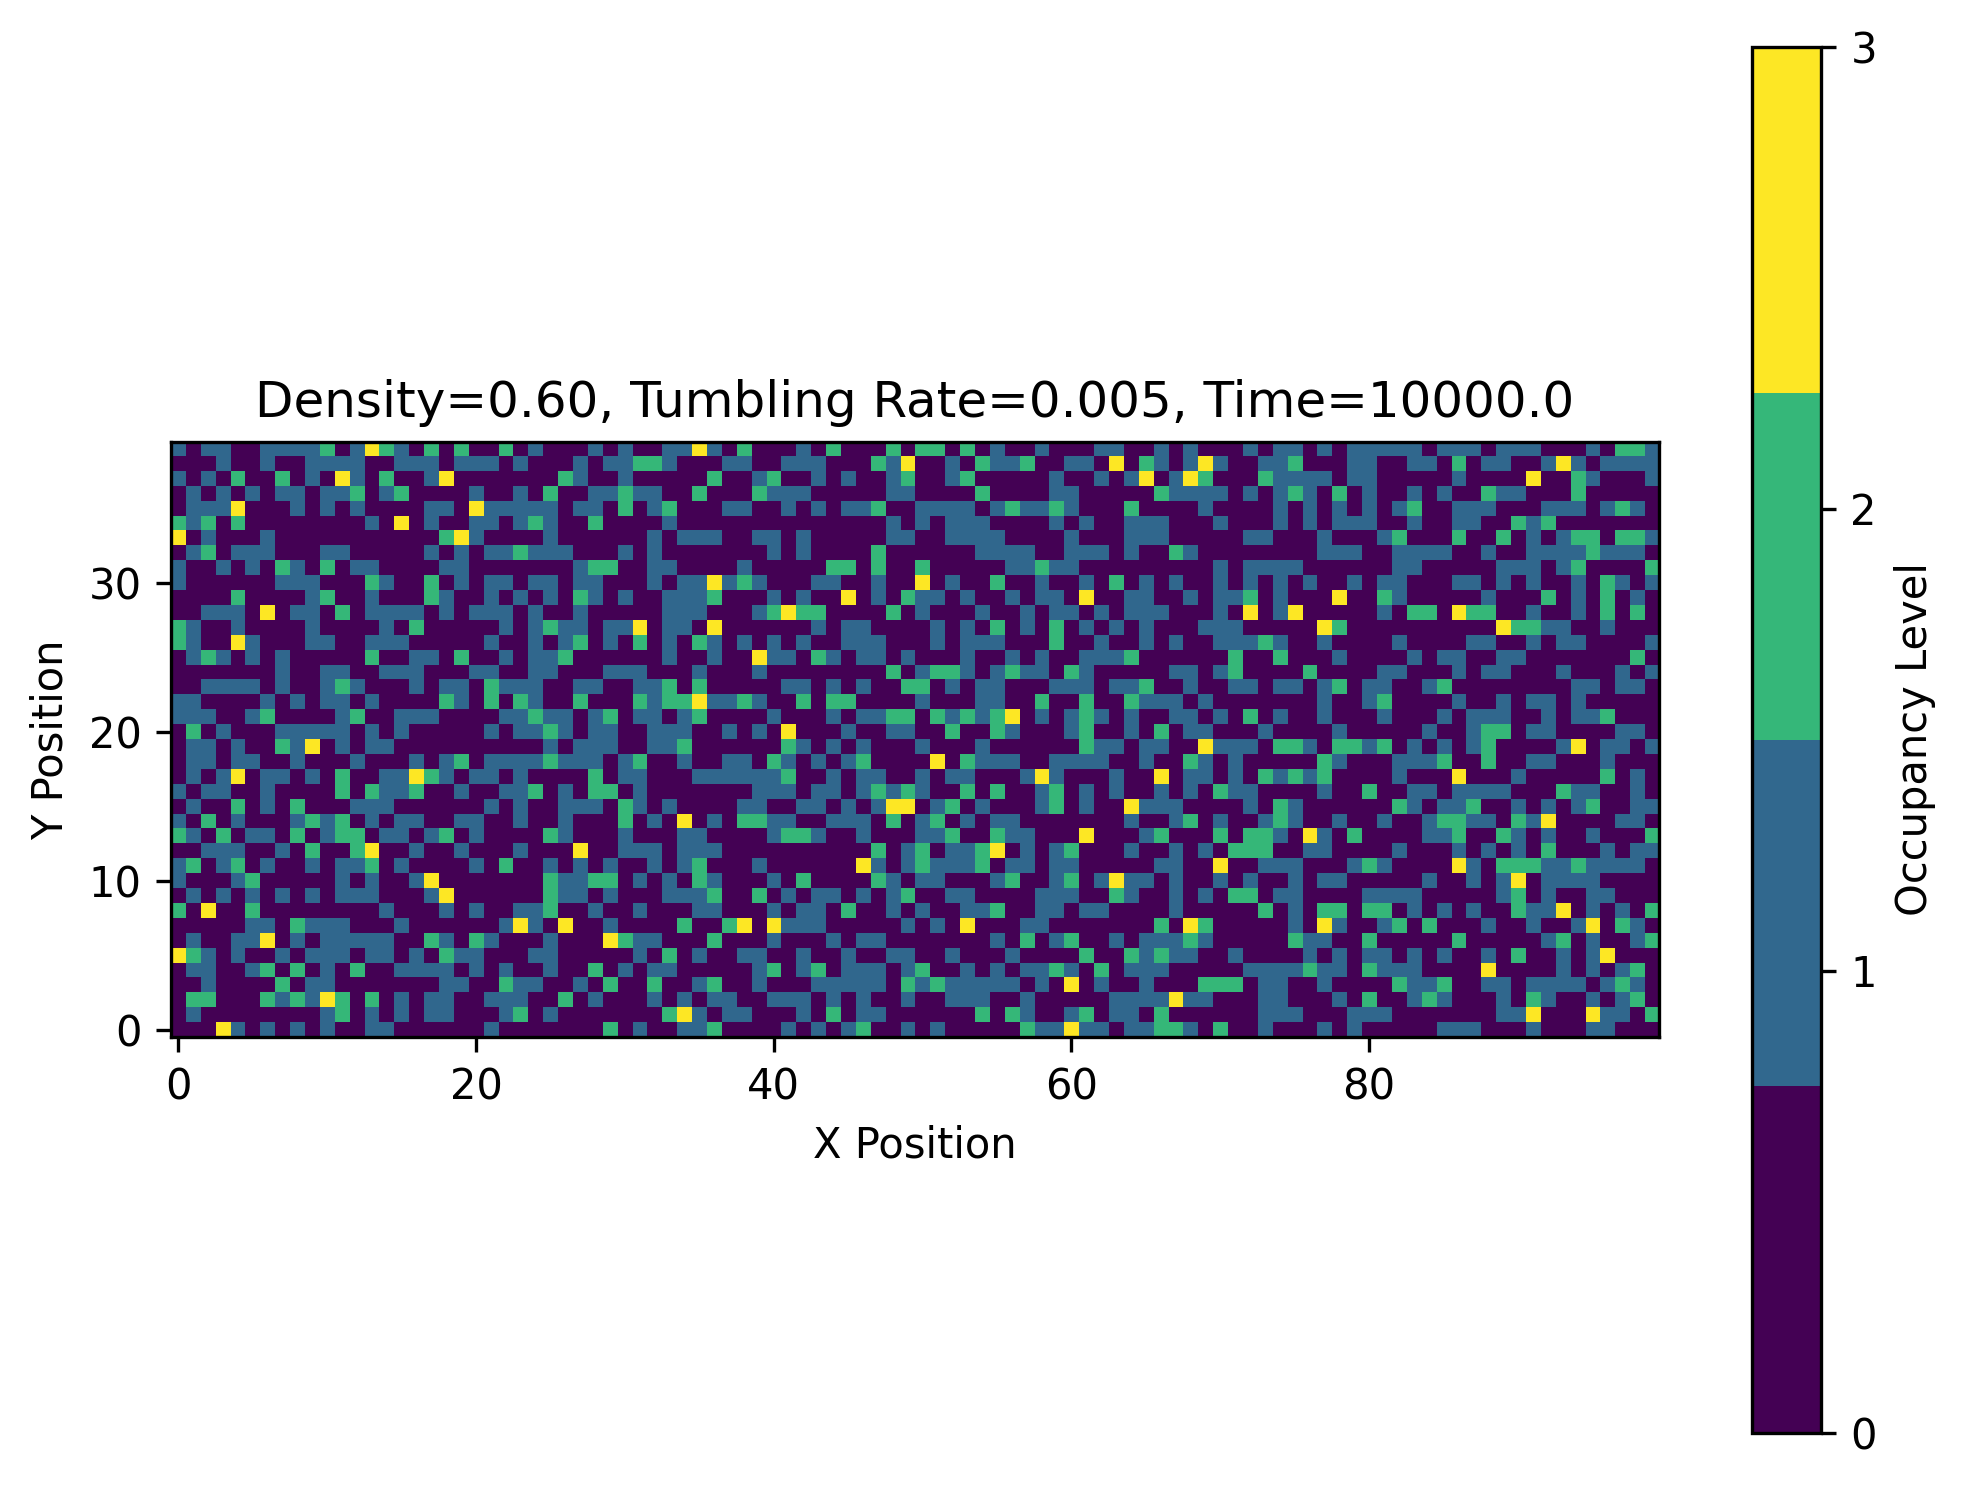 Density=0.60, Tumbling Rate=0.005, Time=10000.0
Y Position
30
20
10
0
0 20 40 60 80
X Position
3
2
1
0
Occupancy Level